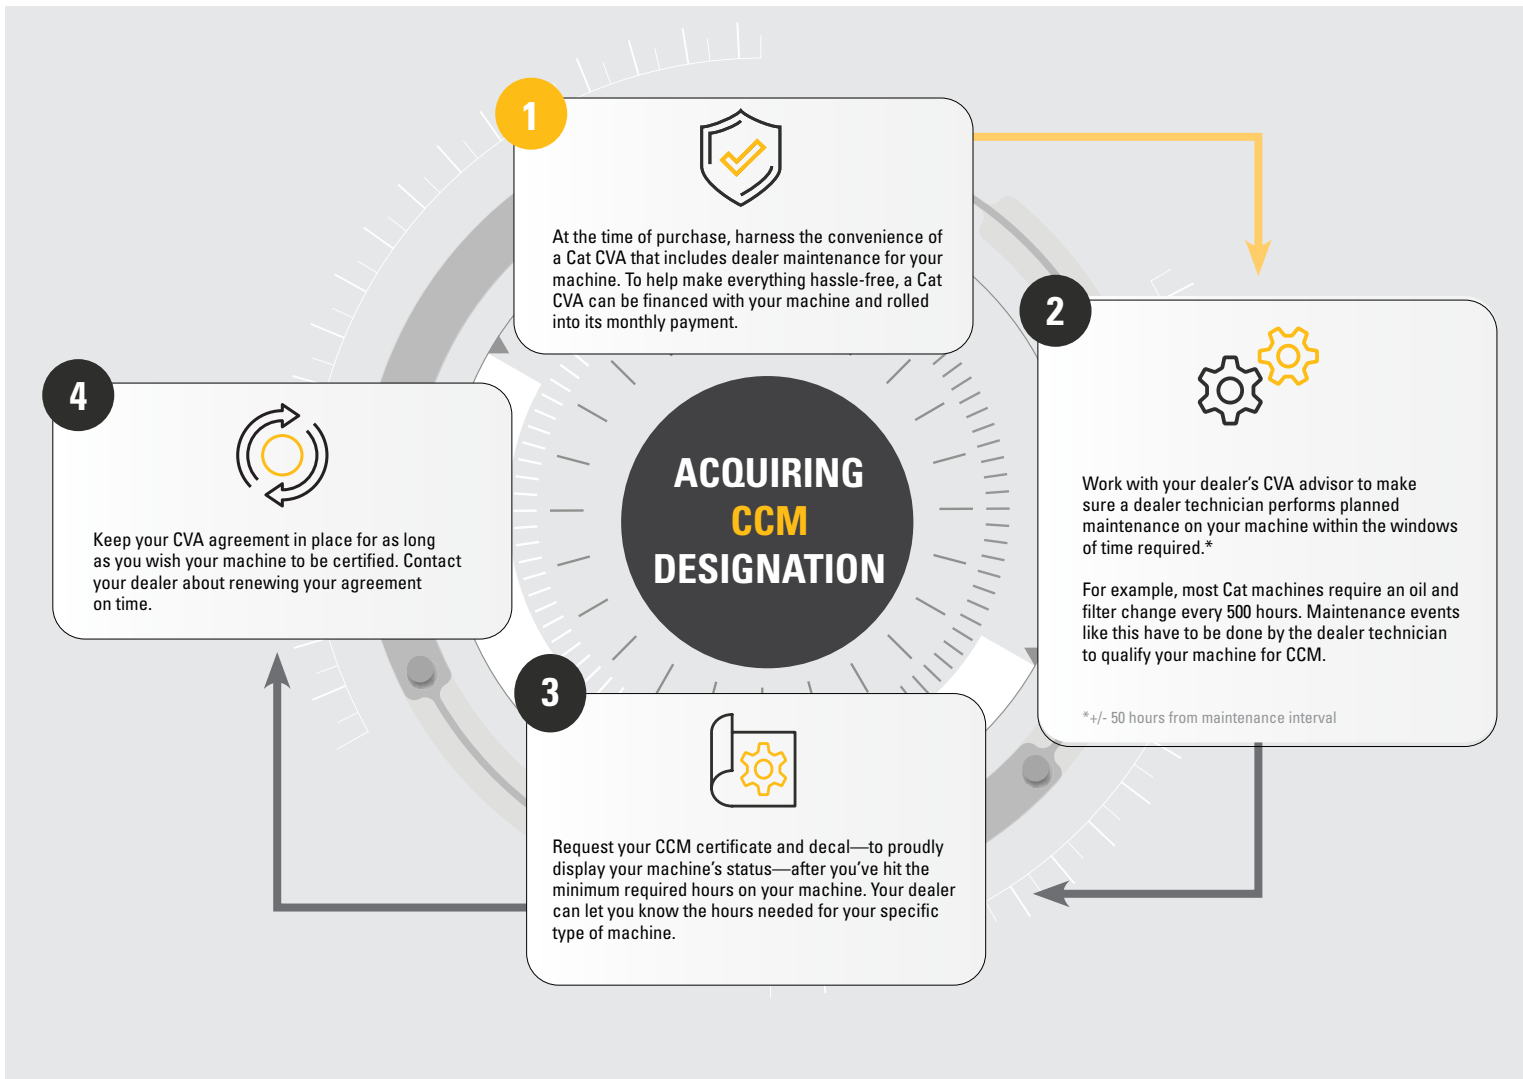 1
At the time of purchase, harness the convenience of
a Cat CVA that includes dealer maintenance for your
machine. To help make everything hassle-free, a Cat
CVA can be financed with your machine and rolled
into its monthly payment.
2
Work with your dealer’s CVA advisor to make
sure a dealer technician performs planned
maintenance on your machine within the windows
of time required.*
For example, most Cat machines require an oil and
filter change every 500 hours. Maintenance events
like this have to be done by the dealer technician
to qualify your machine for CCM.
*+/- 50 hours from maintenance interval
ACQUIRING
CCM
DESIGNATION
3
Request your CCM certificate and decal—to proudly
display your machine’s status—after you’ve hit the
minimum required hours on your machine. Your dealer
can let you know the hours needed for your specific
type of machine.
4
Keep your CVA agreement in place for as long
as you wish your machine to be certified. Contact
your dealer about renewing your agreement
on time.